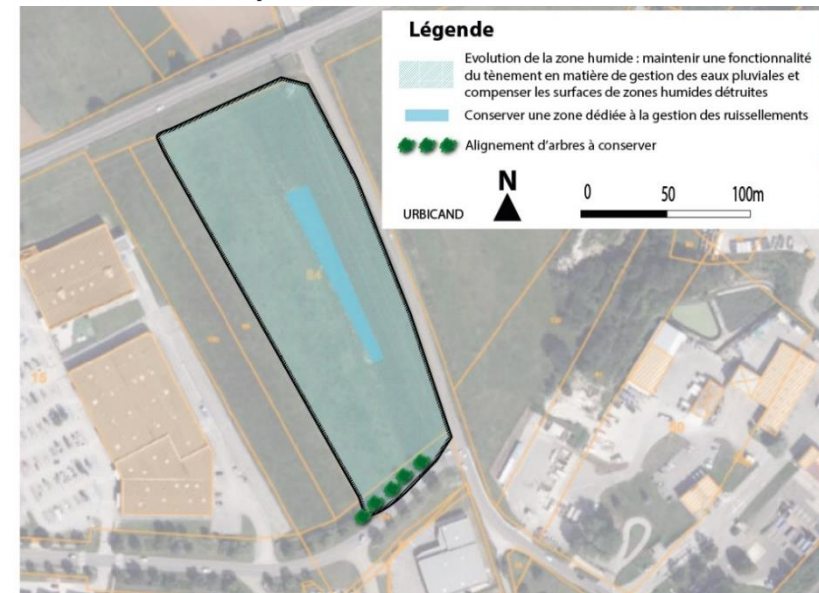 Légende
Evolution de la zone humide : maintenir une fonctionnalité
du tènement en matière de gestion des eaux pluviales et
compenser les surfaces de zones humides détruites
Conserver une zone dédiée à la gestion des ruissellements
Alignement d'arbres à conserver
URBICAND
N
0 50 100m
84
15